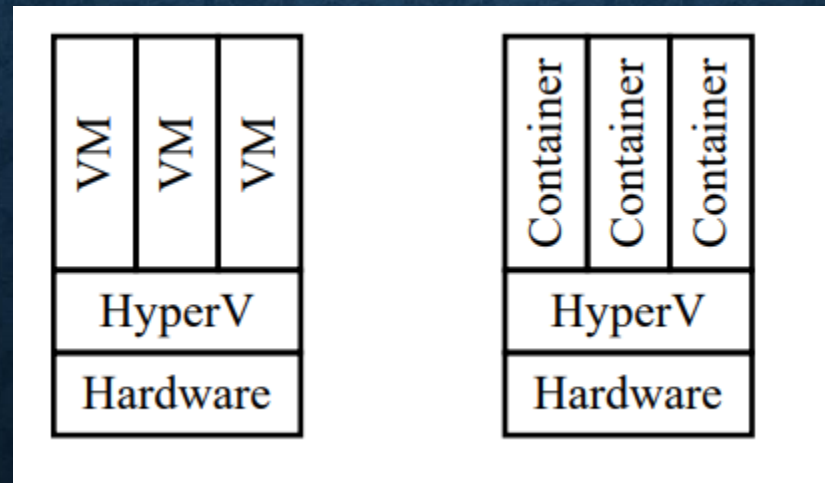 VM VM VM
HyperV
Hardware
Container Container Container
HyperV
Hardware